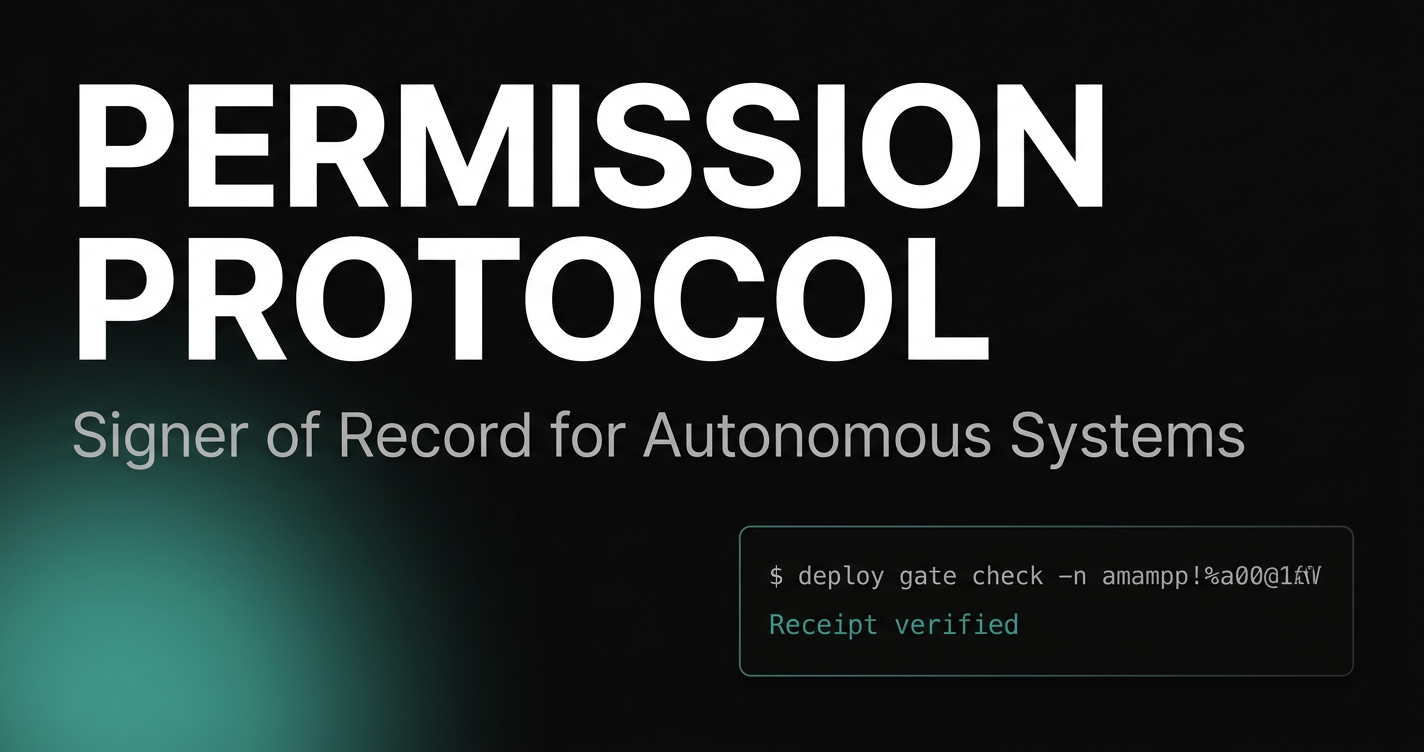 PERMISSION
PROTOCOL
Signer of Record for Autonomous Systems
$ deploy gate check -n
Receipt verified